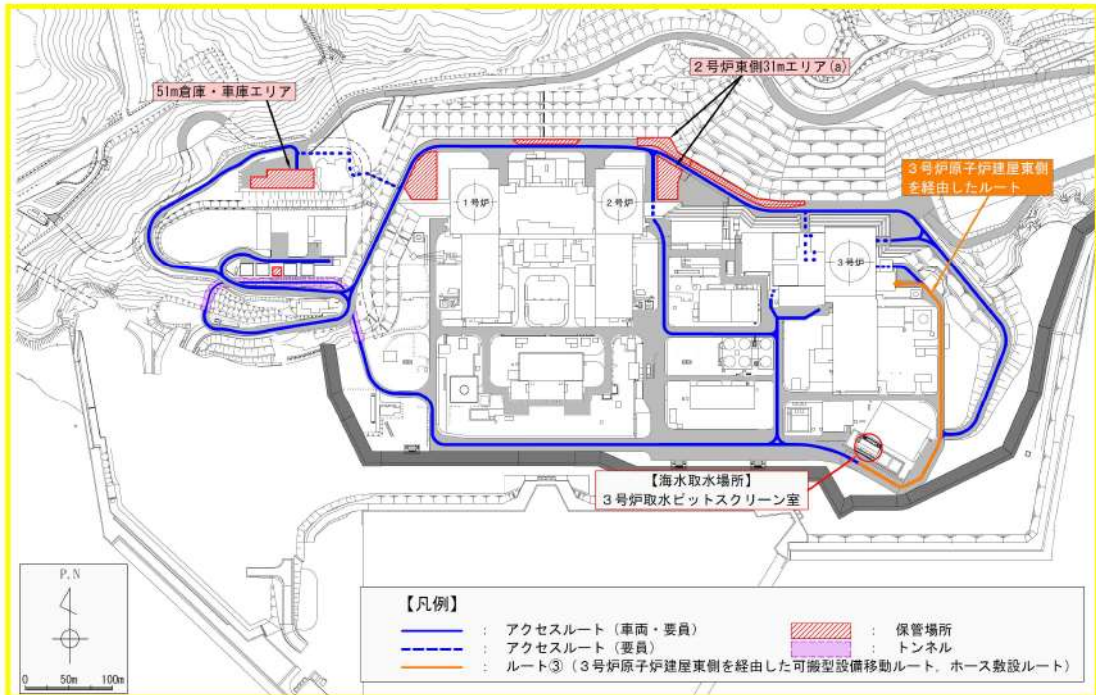 ２号炉東側31mエリア(a)
51m倉庫・車庫エリア
３号炉原子炉建屋東側
を経由したルート
１号炉
２号炉
３号炉
【海水取水場所】
３号炉取水ピットスクリーン室
P.N
0 50m 100m
【凡例】
： アクセスルート（車両・要員）
： 保管場所
： アクセスルート（要員）
： トンネル
： ルート③（３号炉原子炉建屋東側を経由した可搬型設備移動ルート，ホース敷設ルート）